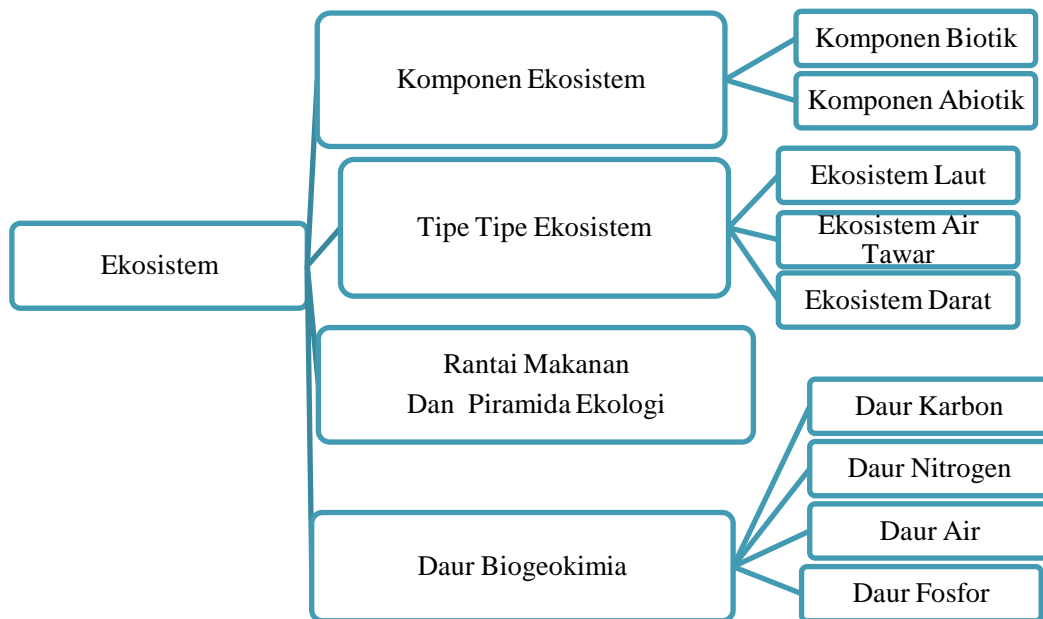 Ekosistem
Komponen Ekosistem
Komponen Biotik
Komponen Abiotik
Tipe Tipe Ekosistem
Ekosistem Laut
Ekosistem Air
Tawar
Ekosistem Darat
Rantai Makanan
Dan Piramida Ekologi
Daur Biogeokimia
Daur Karbon
Daur Nitrogen
Daur Air
Daur Fosfor